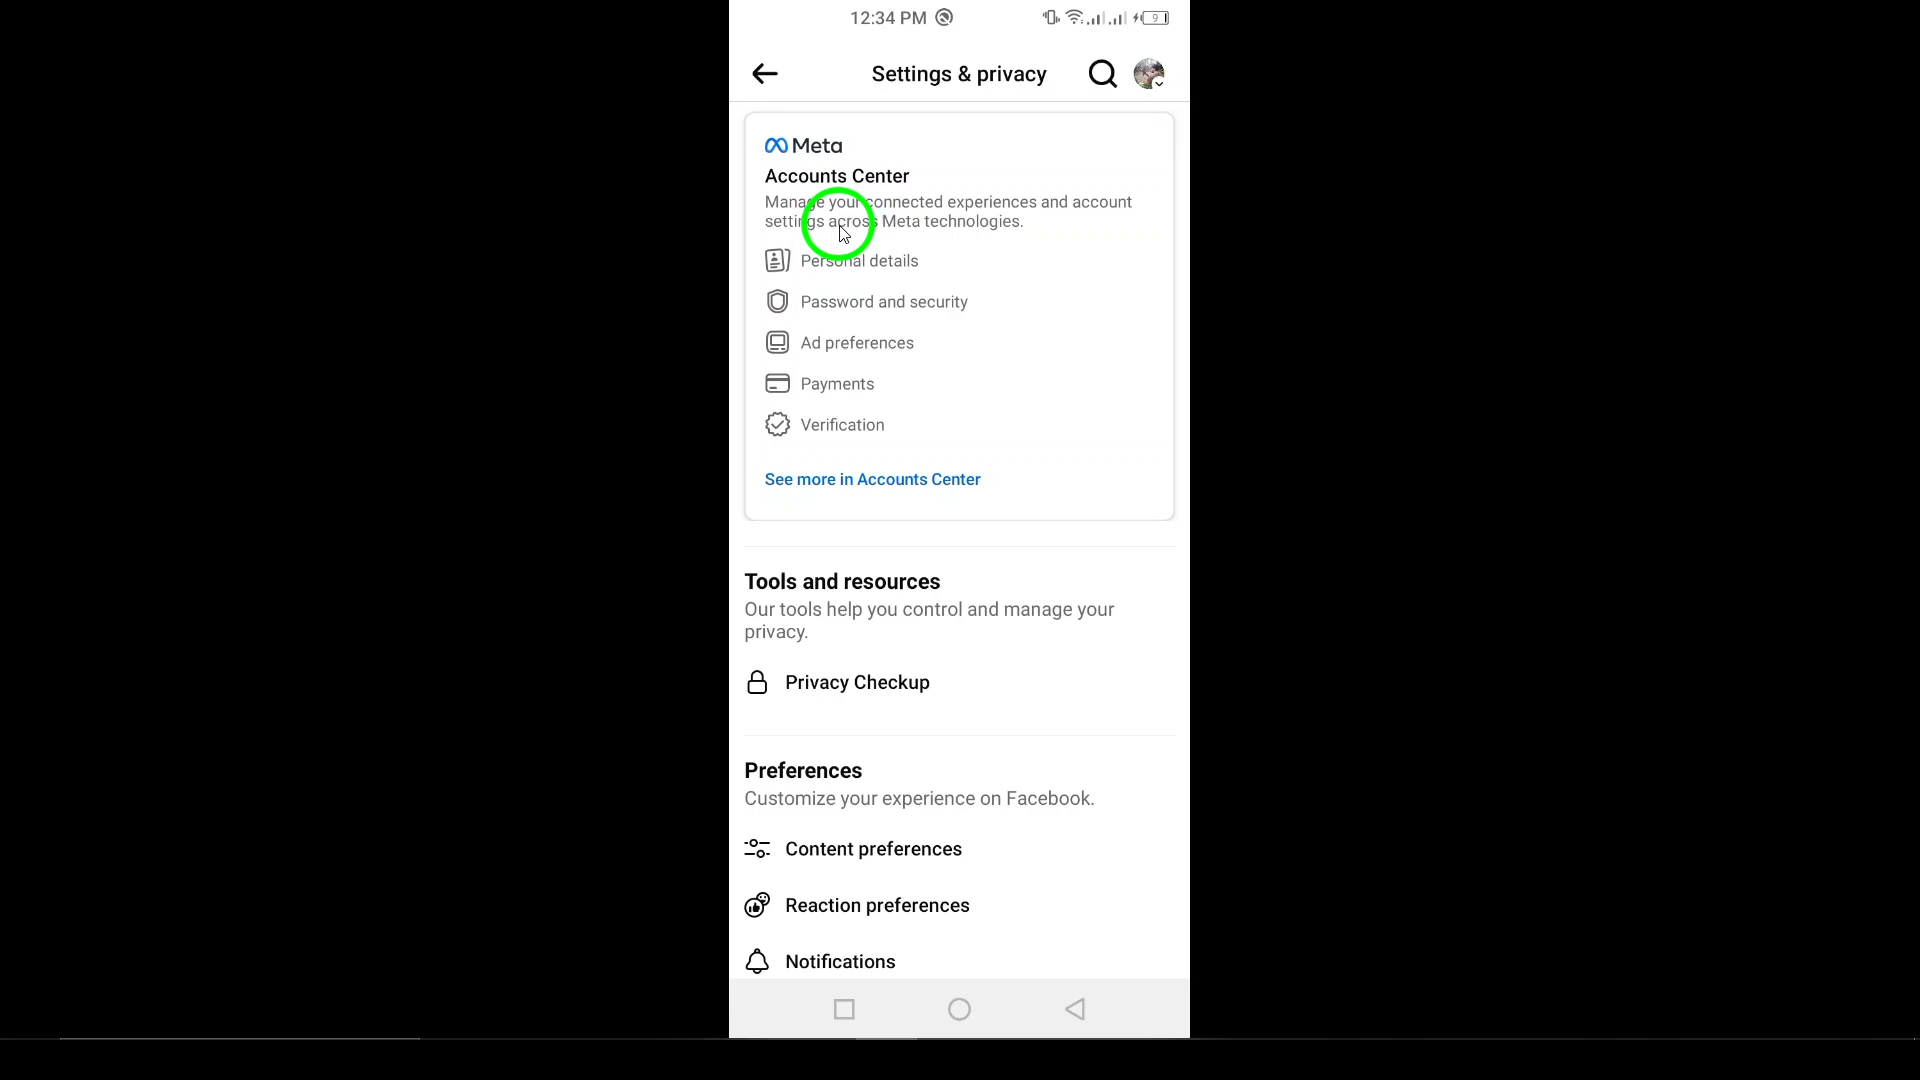 12:34 PM
9
Settings & privacy
Meta
Accounts Center
Manage your connected experiences and account
settings across Meta technologies.
Personal details
Password and security
Ad preferences
Payments
Verification
See more in Accounts Center
Tools and resources
Our tools help you control and manage your
privacy.
Privacy Checkup
Preferences
Customize your experience on Facebook.
Content preferences
Reaction preferences
Notifications